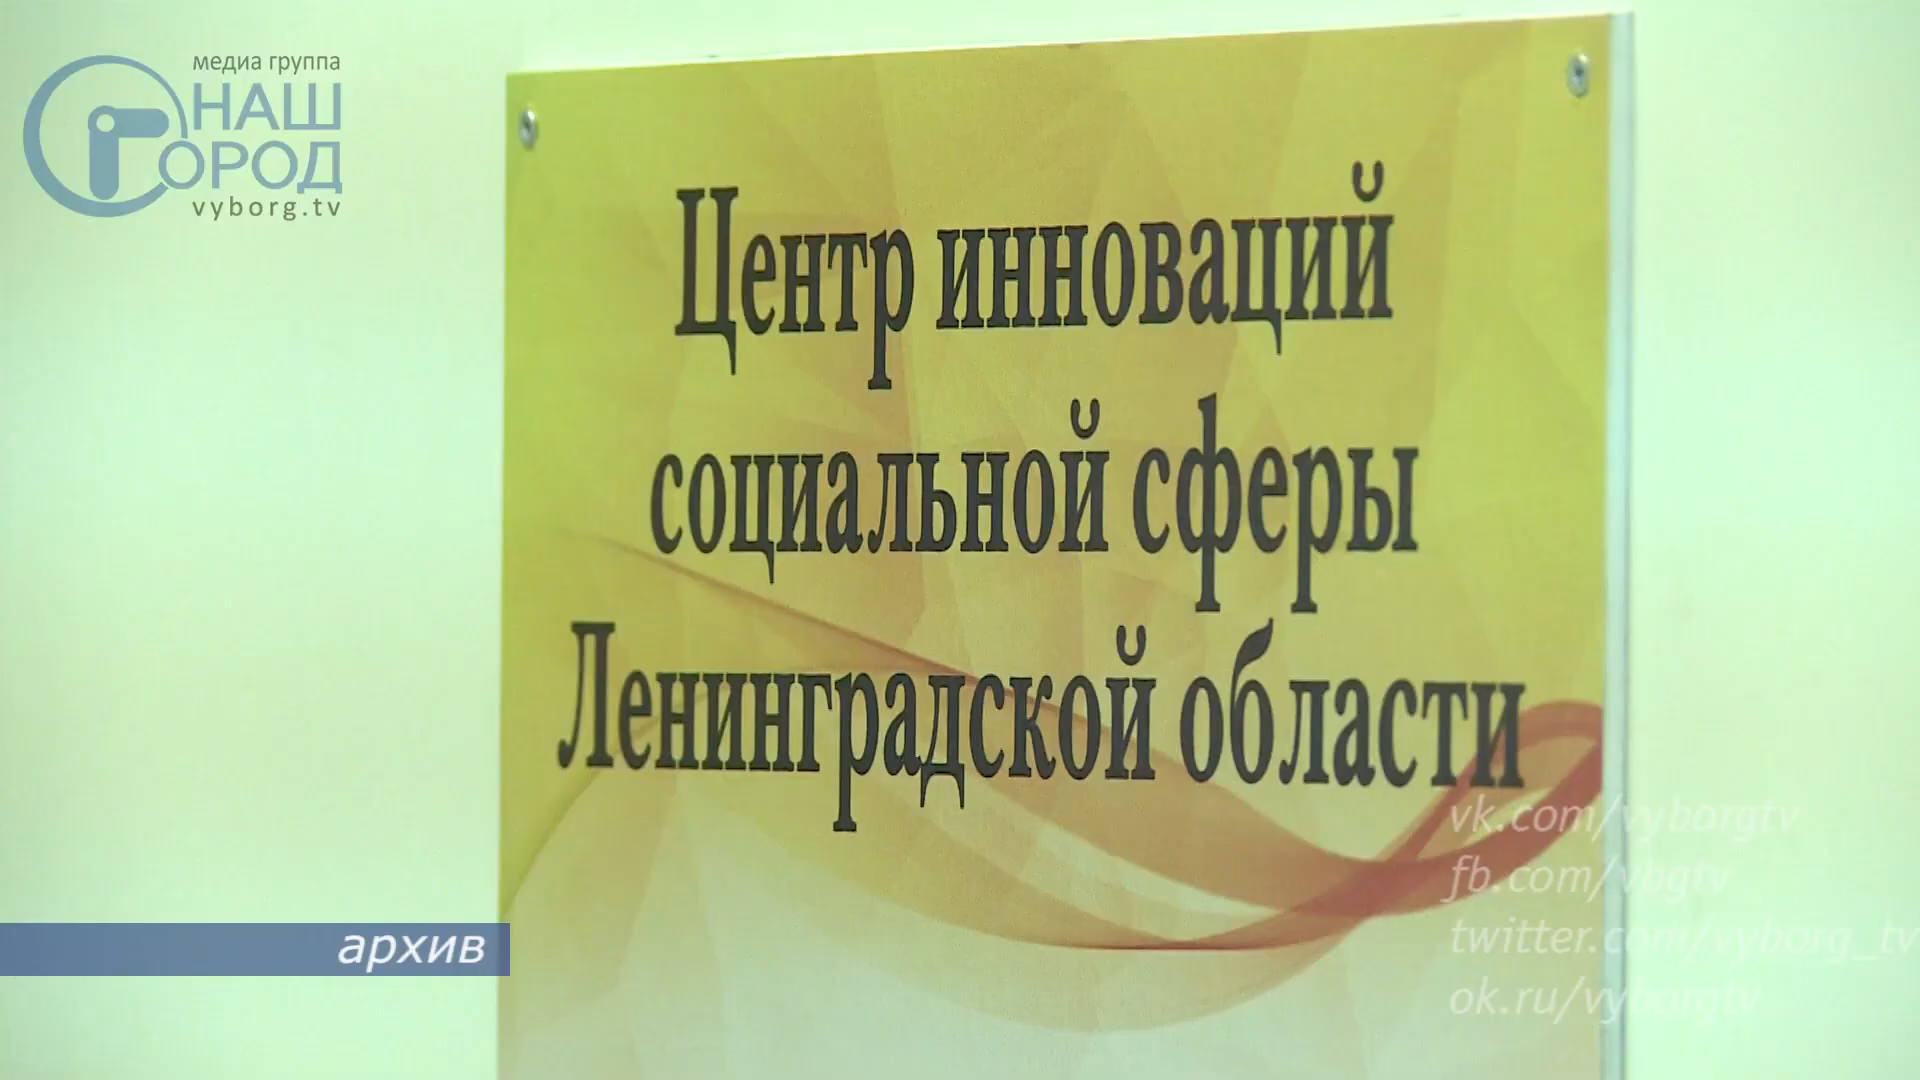 медиа группа
НАШ
ГОРОД
vyborg.tv
Центр инноваций
социальной сферы
Ленинградской области
vk.com/vyborgtv
fb.com/vbgtv
twitter.com/vyborg_tv
ok.ru/vyborgtv
архив